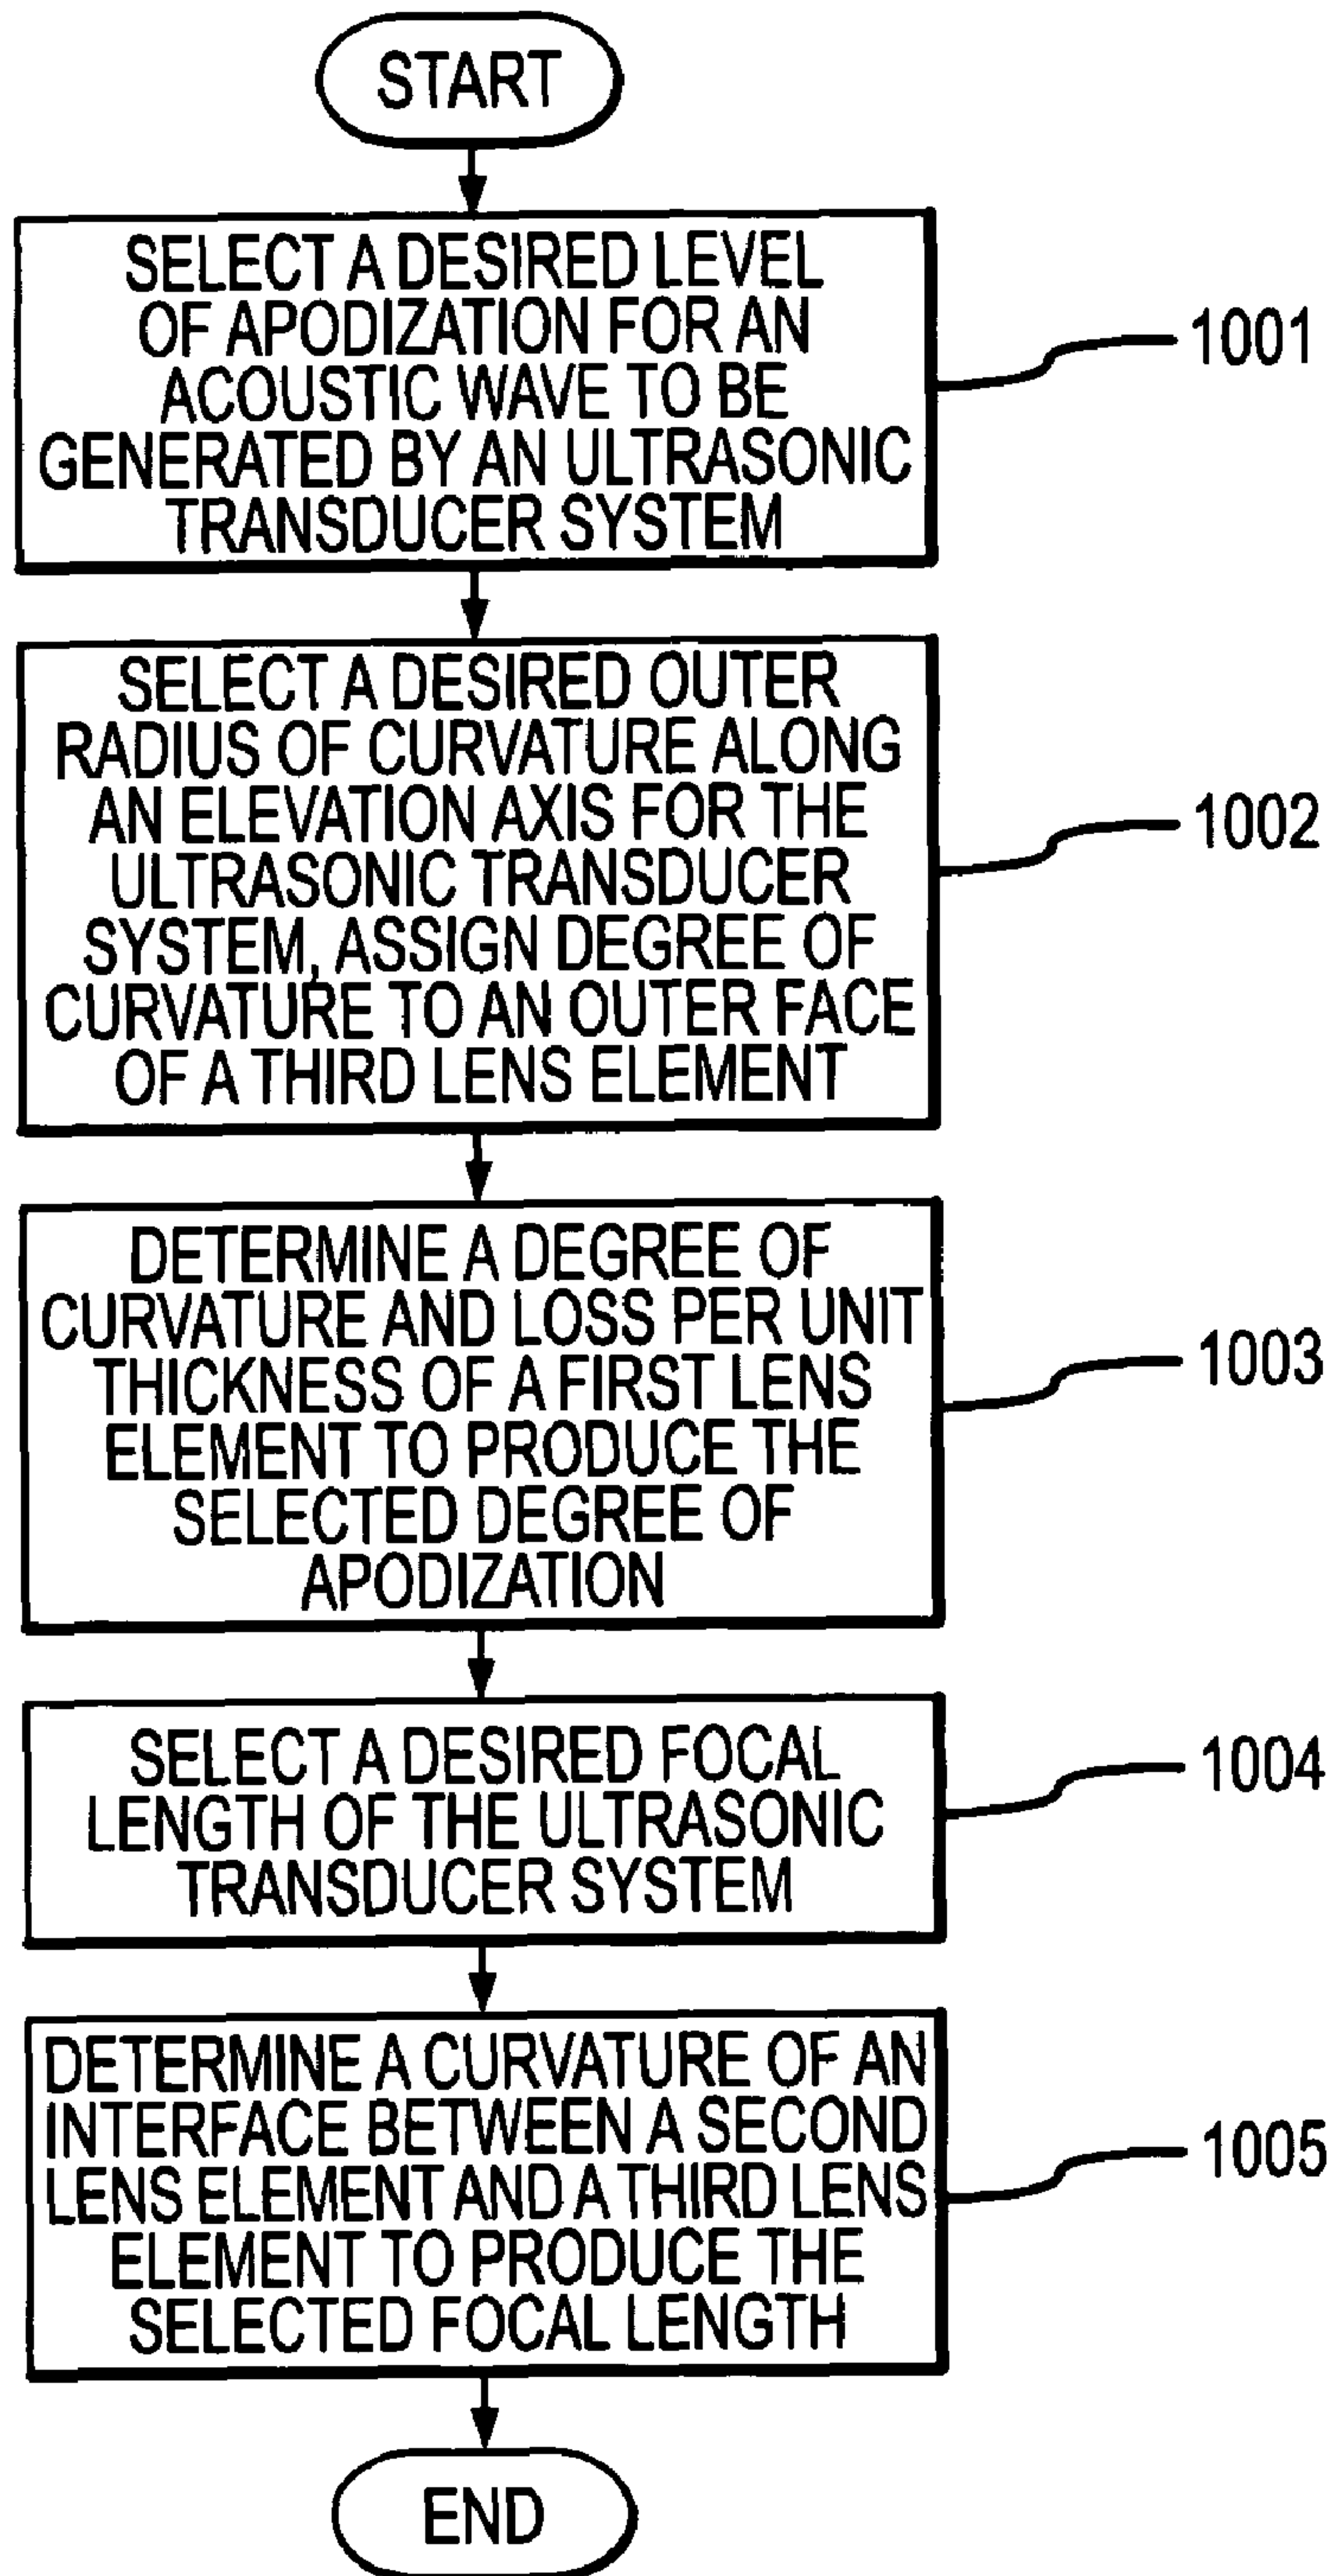 START
SELECT A DESIRED LEVEL
OF APODIZATION FOR AN
ACOUSTIC WAVE TO BE
GENERATED BY AN ULTRASONIC
TRANSDUCER SYSTEM
1001
SELECT A DESIRED OUTER
RADIUS OF CURVATURE ALONG
AN ELEVATION AXIS FOR THE
ULTRASONIC TRANSDUCER
SYSTEM, ASSIGN DEGREE OF
CURVATURE TO AN OUTER FACE
OF A THIRD LENS ELEMENT
1002
DETERMINE A DEGREE OF
CURVATURE AND LOSS PER UNIT
THICKNESS OF A FIRST LENS
ELEMENT TO PRODUCE THE
SELECTED DEGREE OF
APODIZATION
1003
SELECT A DESIRED FOCAL
LENGTH OF THE ULTRASONIC
TRANSDUCER SYSTEM
1004
DETERMINE A CURVATURE OF AN
INTERFACE BETWEEN A SECOND
LENS ELEMENT AND A THIRD LENS
ELEMENT TO PRODUCE THE
SELECTED FOCAL LENGTH
1005
END